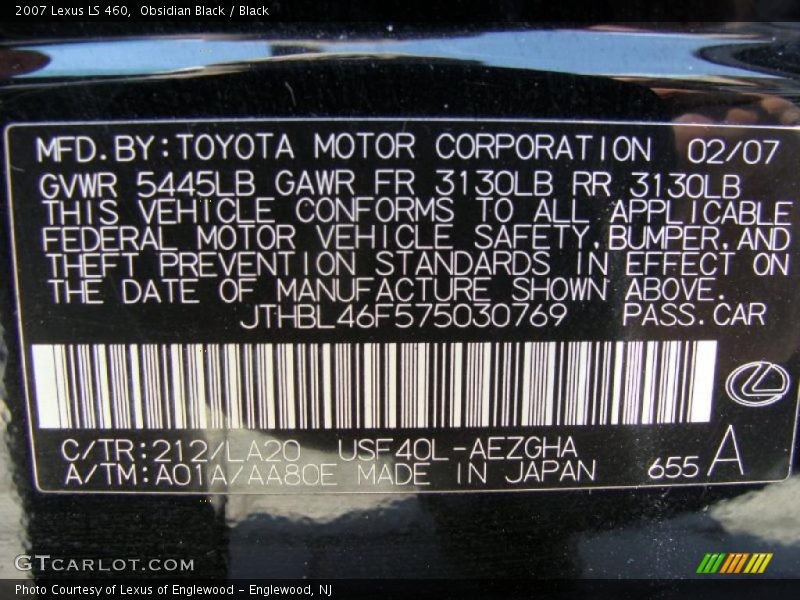 2007 Lexus LS 460, Obsidian Black / Black
MFD.BY:TOYOTA MOTOR CORPORATION 02/07
GVWR 5445LB GAWR FR 3130LB RR 3130LB
THIS VEHICLE CONFORMS TO ALL APPLICABLE
FEDERAL MOTOR VEHICLE SAFETY,BUMPER,AND
THEFT PREVENTION STANDARDS IN EFFECT ON
THE DATE OF MANUFACTURE SHOWN ABOVE.
JTHBL46F575030769 PASS.CAR
C/TR:212/LA20 USF40L-AEZGHA
A/TM:A01A/AA80E MADE IN JAPAN 655 A
GTCARLOT.COM
Photo Courtesy of Lexus of Englewood - Englewood, NJ